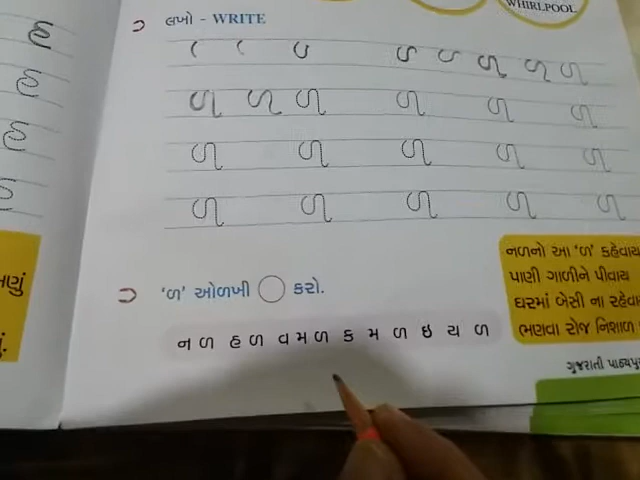 WHIRLPOOL
લખો - WRITE
ળ ળ ળ ળ
ળ ળ ળ ળ ળ ળ
ળ ળ ળ ળ ળ
ળ ળ ળ ળ ળ
'ળ' ઓળખી ◯ કરો.
ન ળ હ ળ વ મ ળ ક મ ળ છ ય ળ
નળનો આ 'ળ' કહેવાય
પાણી ગાળીને પીવાય
ઘરમાં બેસી ના રહેવા
ભણવા રોજ નિશાળ
ગુજરાતી
હ
હ
હ